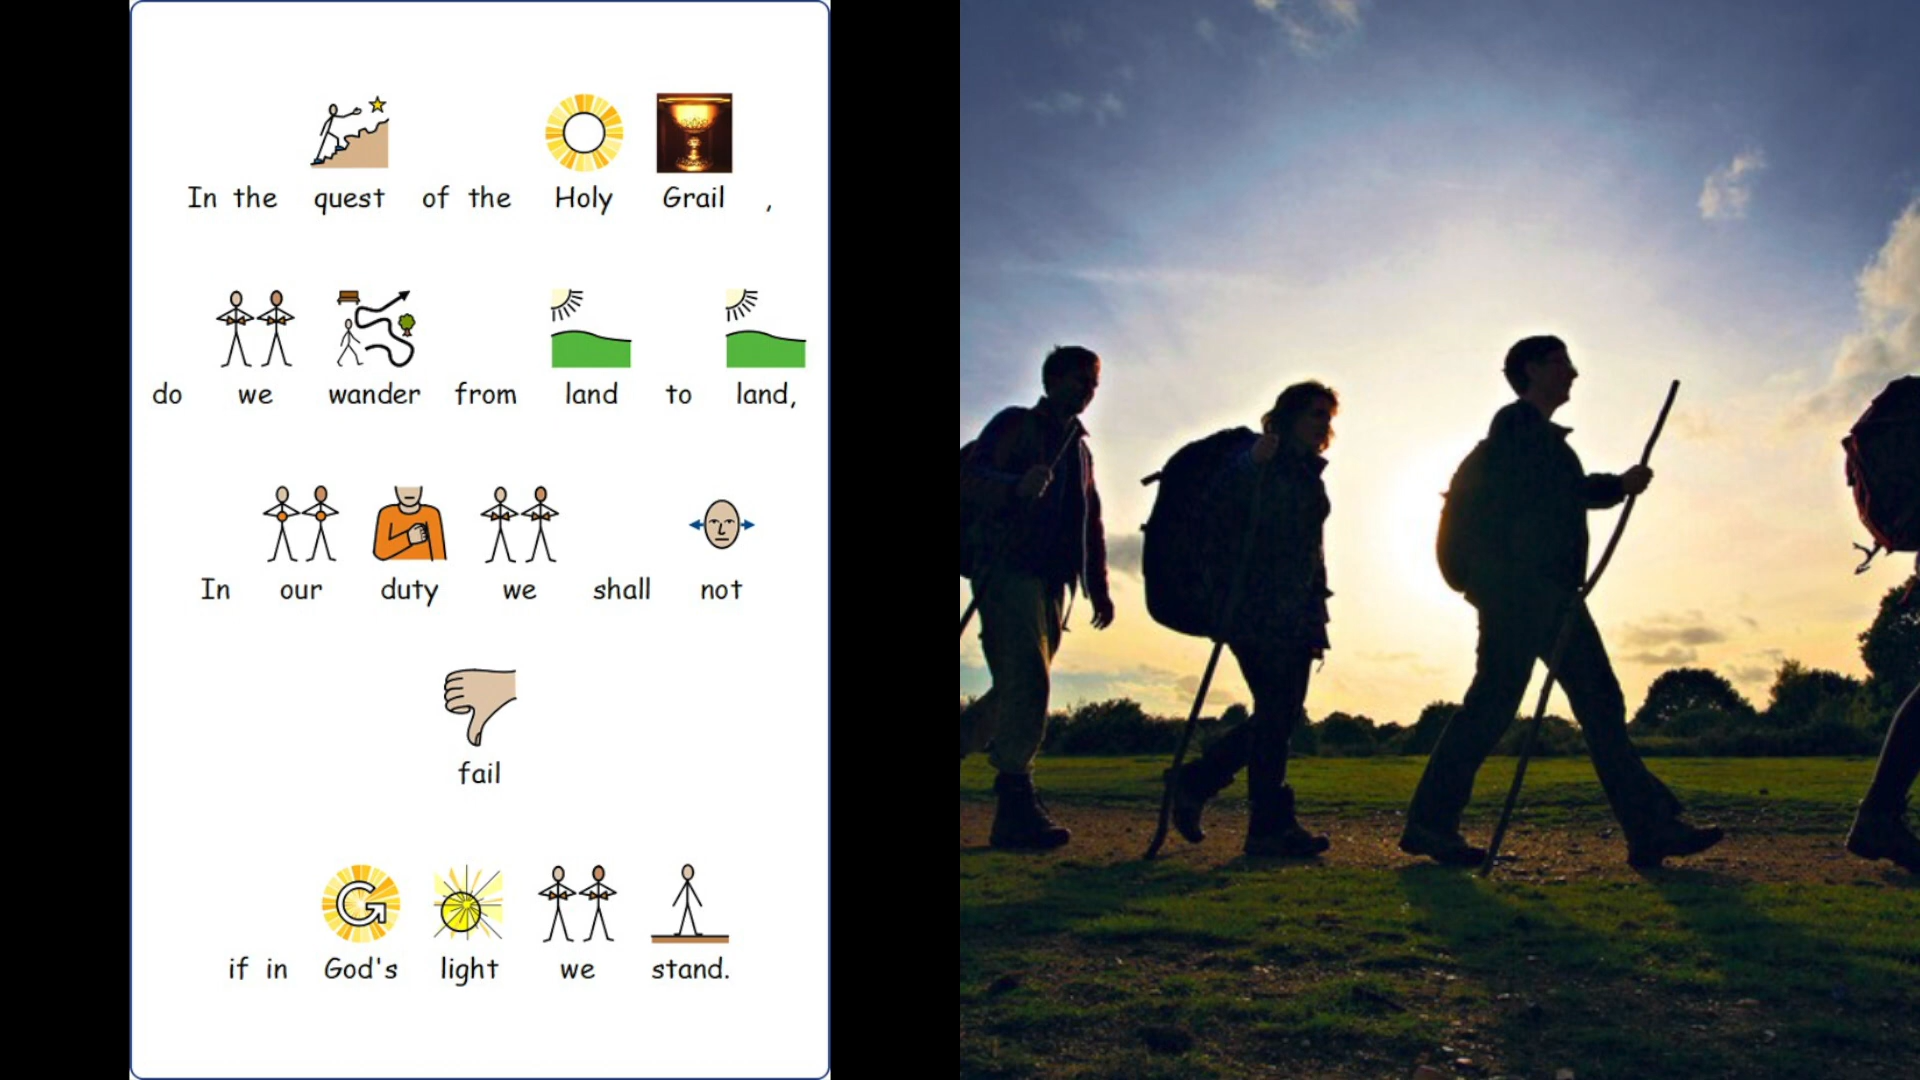 In the quest of the Holy Grail ,
do we wander from land to land,
In our duty we shall not
fail
if in God's light we stand.